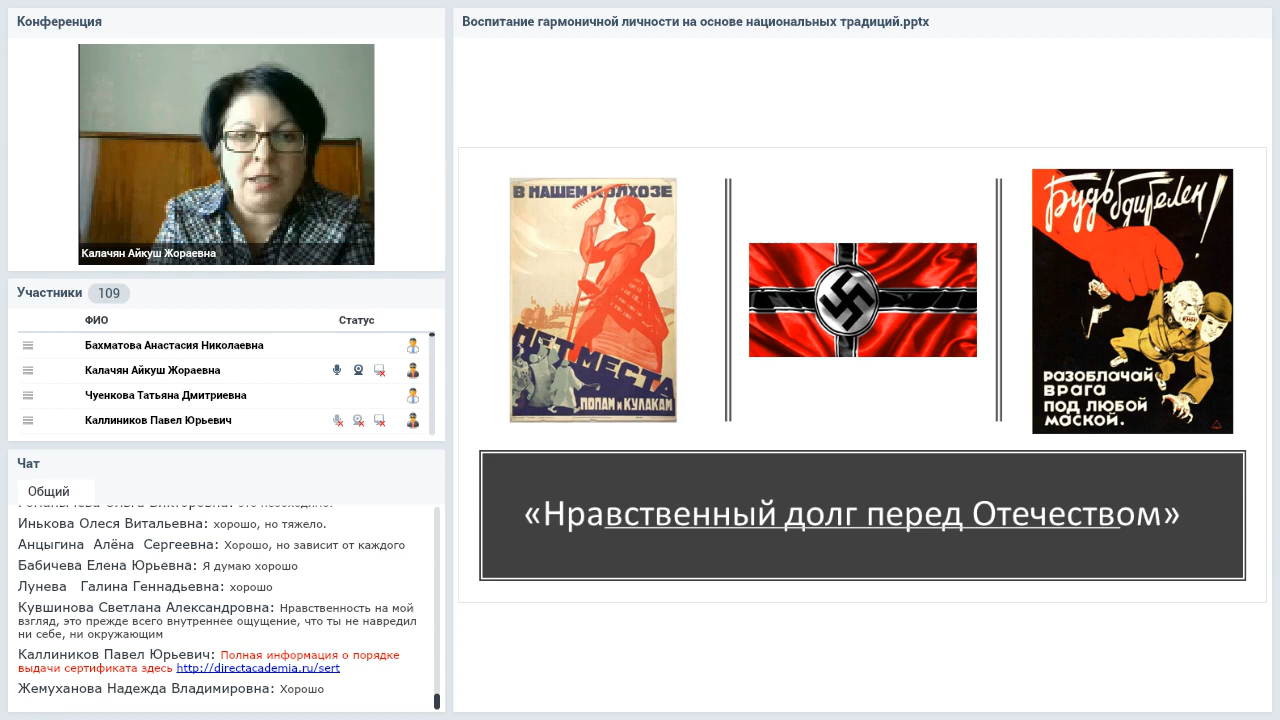 Конференция
Калачян Айкуш Жораевна
Участники 109
ФИО Статус
Бахматова Анастасия Николаевна
Калачян Айкуш Жораевна
Чуенкова Татьяна Дмитриевна
Каллиников Павел Юрьевич
Чат
Общий
Инькова Олеся Витальевна: хорошо, но тяжело.
Анцыгина Алёна Сергеевна: Хорошо, но зависит от каждого
Бабичева Елена Юрьевна: Я думаю хорошо
Лунева Галина Геннадьевна: хорошо
Кувшинова Светлана Александровна: Нравственность на мой
взгляд, это прежде всего внутреннее ощущение, что ты не навредил
ни себе, ни окружающим
Каллиников Павел Юрьевич: Полная информация о порядке
выдачи сертификата здесь http://directacademia.ru/sert
Жемуханова Надежда Владимировна: Хорошо
Воспитание гармоничной личности на основе национальных традиций.pptx
В НАШЕМ КОЛХОЗЕ
НЕТ МЕСТА
ПОПАМ и КУЛАКАМ
Будь бдителен!
РАЗОБЛАЧАЙ
ВРАГА
ПОД ЛЮБОЙ
МАСКОЙ.
«Нравственный долг перед Отечеством»